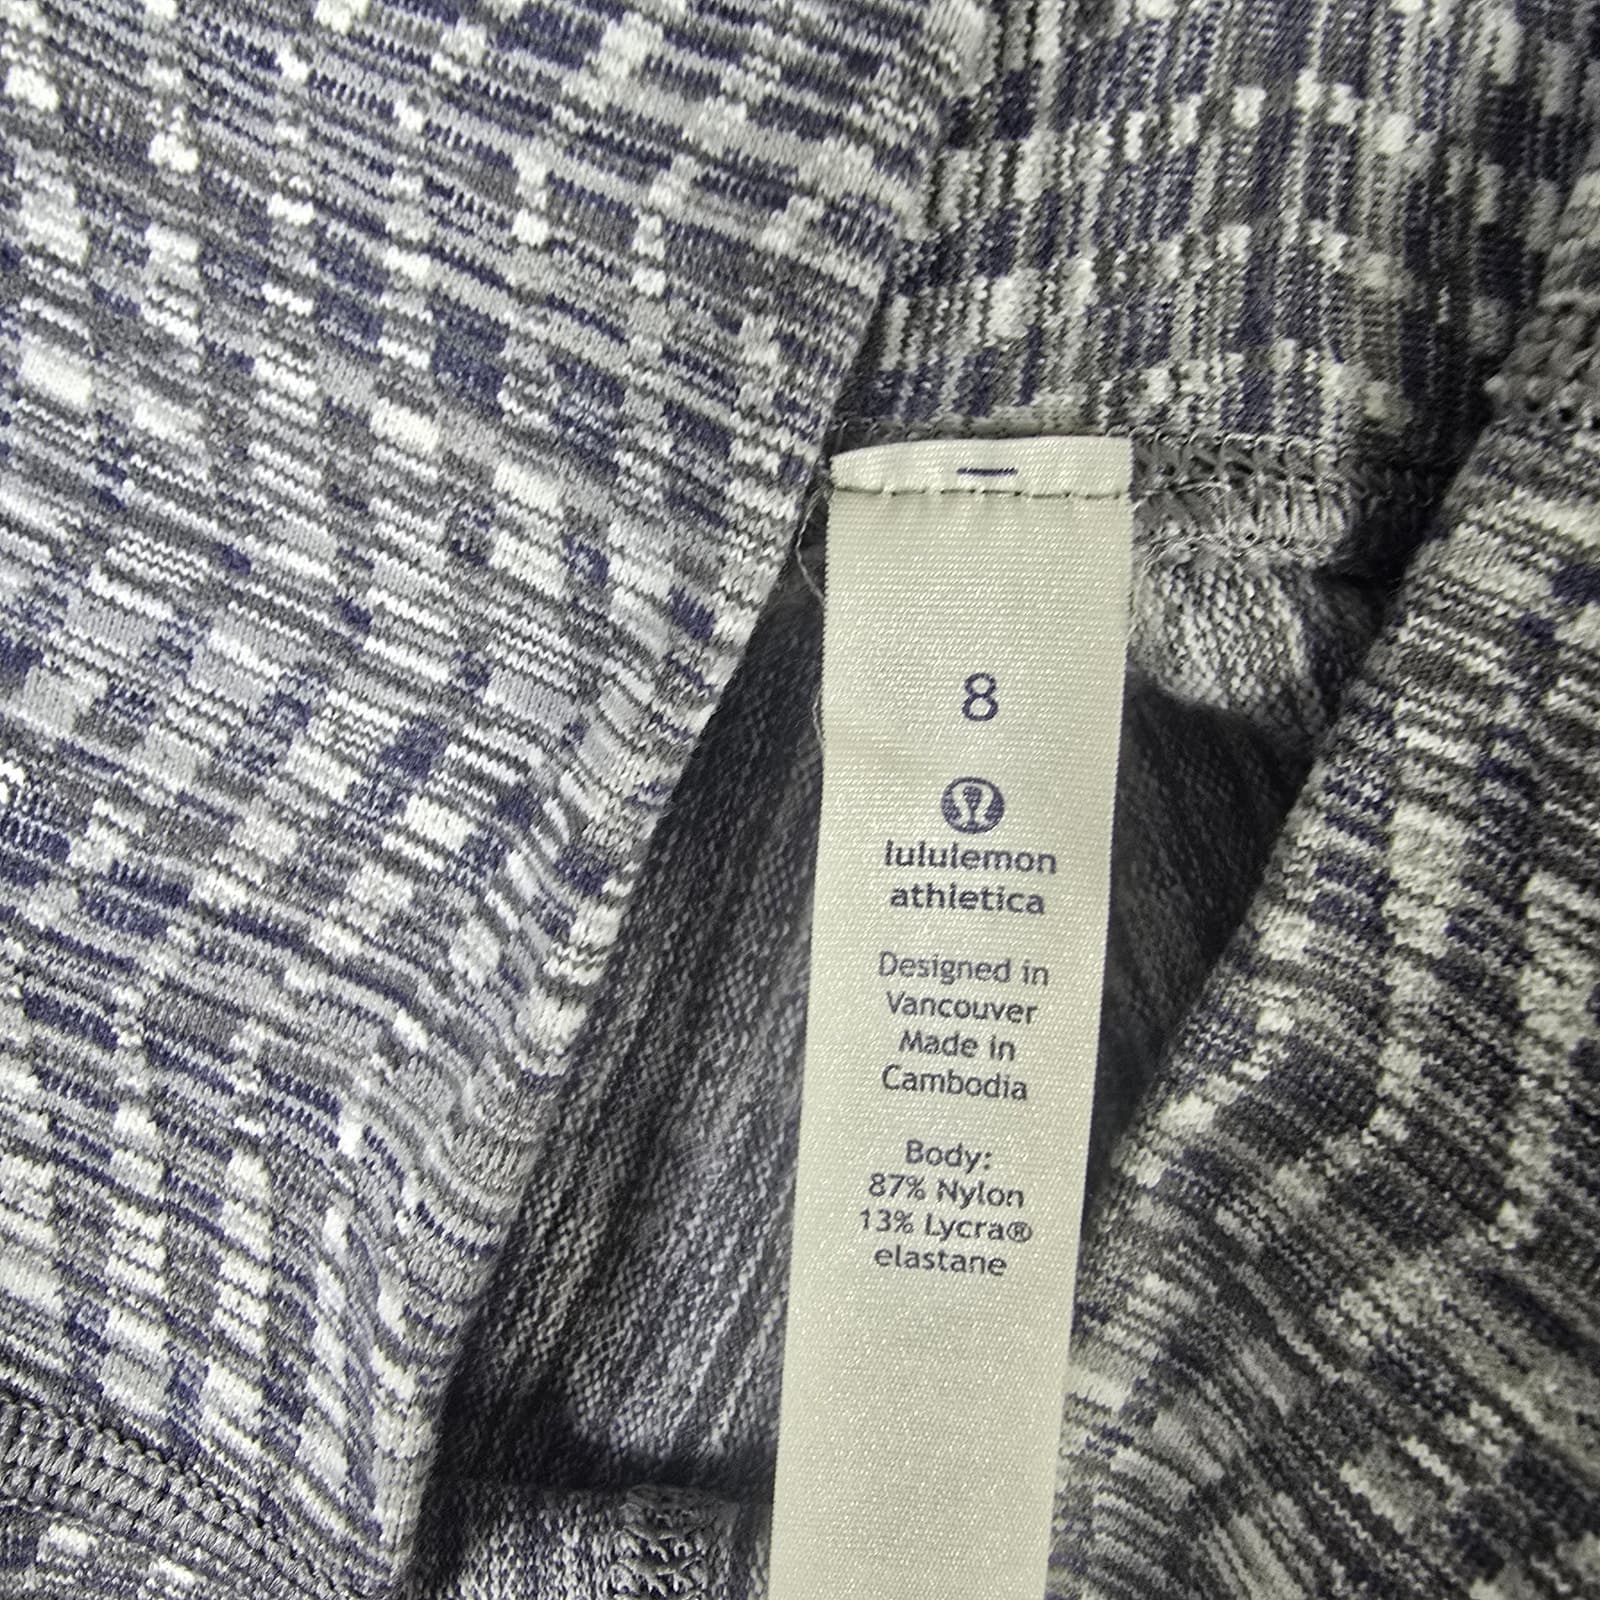 8
lululemon
athletica
Designed in
Vancouver
Made in
Cambodia
Body:
87% Nylon
13% Lycra®
elastane